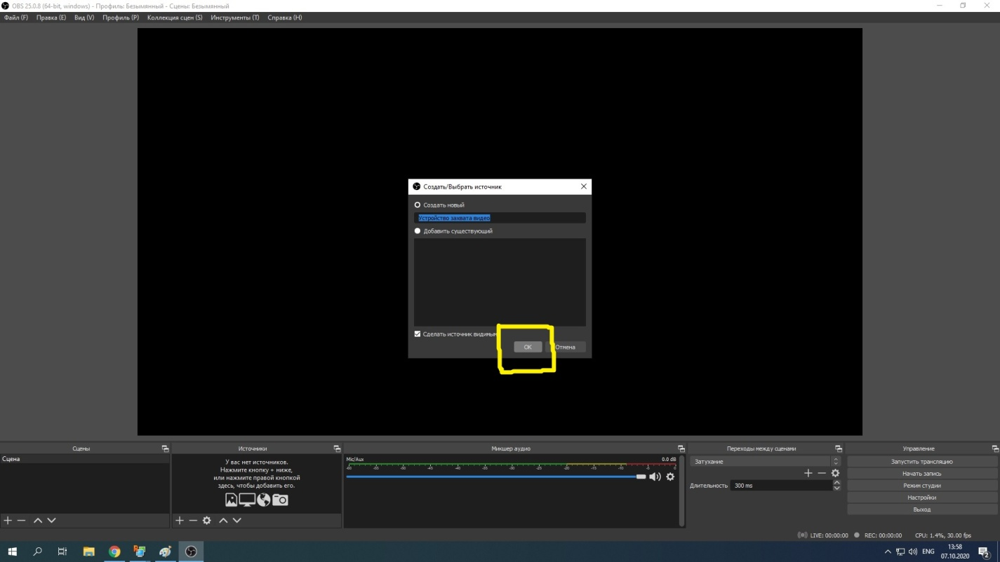 OBS 25.0.8 (64-bit, windows) - Профиль: Безымянный - Сцены: Безымянный
Файл (F) Правка (E) Вид (V) Профиль (P) Коллекция сцен (S) Инструменты (T) Справка (H)
Создать/Выбрать источник
Создать новый
Устройство захвата видео
Добавить существующий
Сделать источник видимым
OK Отмена
Сцены
Сцена
Источники
У вас нет источников.
Нажмите кнопку + ниже,
или нажмите правой кнопкой
здесь, чтобы добавить его.
Микшер аудио
Mic/Aux 0.0 dB
-60 -55 -50 -45 -40 -35 -30 -25 -20 -15 -10 -5 0
Переходы между сценами
Затухание
Длительность 300 ms
Управление
Запустить трансляцию
Начать запись
Режим студии
Настройки
Выход
LIVE: 00:00:00 REC: 00:00:00 CPU: 1.4%, 30.00 fps
ENG
13:58
07.10.2020
2